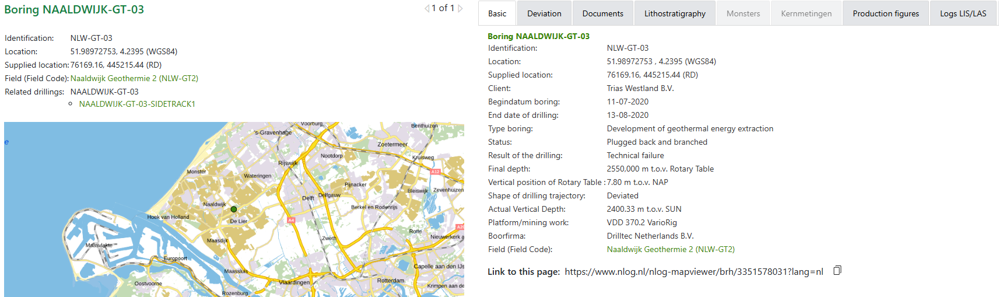 Boring NAALDWIJK-GT-03
1 of 1
Identification: NLW-GT-03
Location: 51.98972753, 4.2395 (WGS84)
Supplied location: 76169.16, 445215.44 (RD)
Field (Field Code): Naaldwijk Geothermie 2 (NLW-GT2)
Related drillings: NAALDWIJK-GT-03
NAALDWIJK-GT-03-SIDETRACK1
Voorburg
Benthuizen
's-Gravenhage
e
Zoetermeer
Nootdorp
Kruisweg
Rijswijk
Monster
Wateringen
A12
Pijnacker
Bleiswijk
Zevenhuizen
Delft
Delfgauw
Naaldwijk
Berkel en Rodenrijs
Hoek van Holland
De Lier
A4
A20
Rotte
Nieuwerkerk a
Maasdijk
Zweth
Maasvlakte
Europoort
Maassluis
Capelle aan den IJs
Oostvoorne
Vlaardingen
Rotterdam
Krimpen aan de
Rozenburg
Basic
Deviation
Documents
Lithostratigraphy
Monsters
Kernmetingen
Production figures
Logs LIS/LAS
Boring NAALDWIJK-GT-03
Identification: NLW-GT-03
Location: 51.98972753 , 4.2395 (WGS84)
Supplied location: 76169.16, 445215.44 (RD)
Client: Trias Westland B.V.
Begindatum boring: 11-07-2020
End date of drilling: 13-08-2020
Type boring: Development of geothermal energy extraction
Status: Plugged back and branched
Result of the drilling: Technical failure
Final depth: 2550,000 m t.o.v. Rotary Table
Vertical position of Rotary Table : 7.80 m t.o.v. NAP
Shape of drilling trajectory: Deviated
Actual Vertical Depth: 2400.33 m t.o.v. SUN
Platform/mining work: VDD 370.2 VarioRig
Boorfirma: Drilltec Netherlands B.V.
Field (Field Code): Naaldwijk Geothermie 2 (NLW-GT2)
Link to this page: https://www.nlog.nl/nlog-mapviewer/brh/3351578031?lang=nl